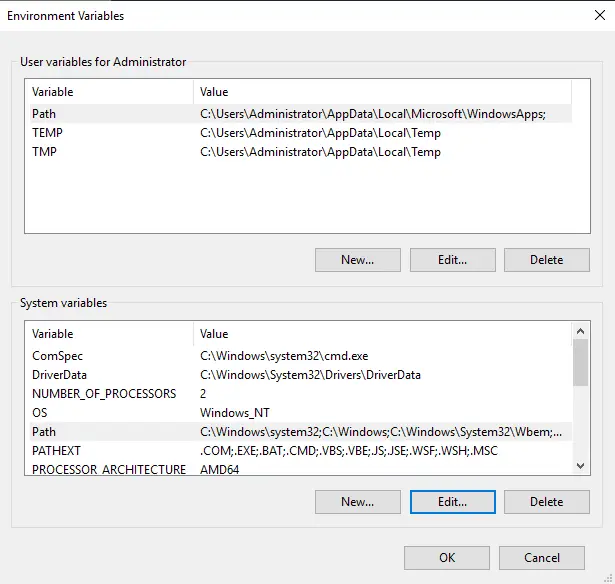 Environment Variables
User variables for Administrator
Variable Value
Path C:\Users\Administrator\AppData\Local\Microsoft\WindowsApps;
TEMP C:\Users\Administrator\AppData\Local\Temp
TMP C:\Users\Administrator\AppData\Local\Temp
New... Edit... Delete
System variables
Variable Value
ComSpec C:\Windows\system32\cmd.exe
DriverData C:\Windows\System32\Drivers\DriverData
NUMBER_OF_PROCESSORS 2
OS Windows_NT
Path C:\Windows\system32;C:\Windows;C:\Windows\System32\Wbem;...
PATHEXT .COM;.EXE;.BAT;.CMD;.VBS;.VBE;.JS;.JSE;.WSF;.WSH;.MSC
PROCESSOR_ARCHITECTURE AMD64
New... Edit... Delete
OK Cancel